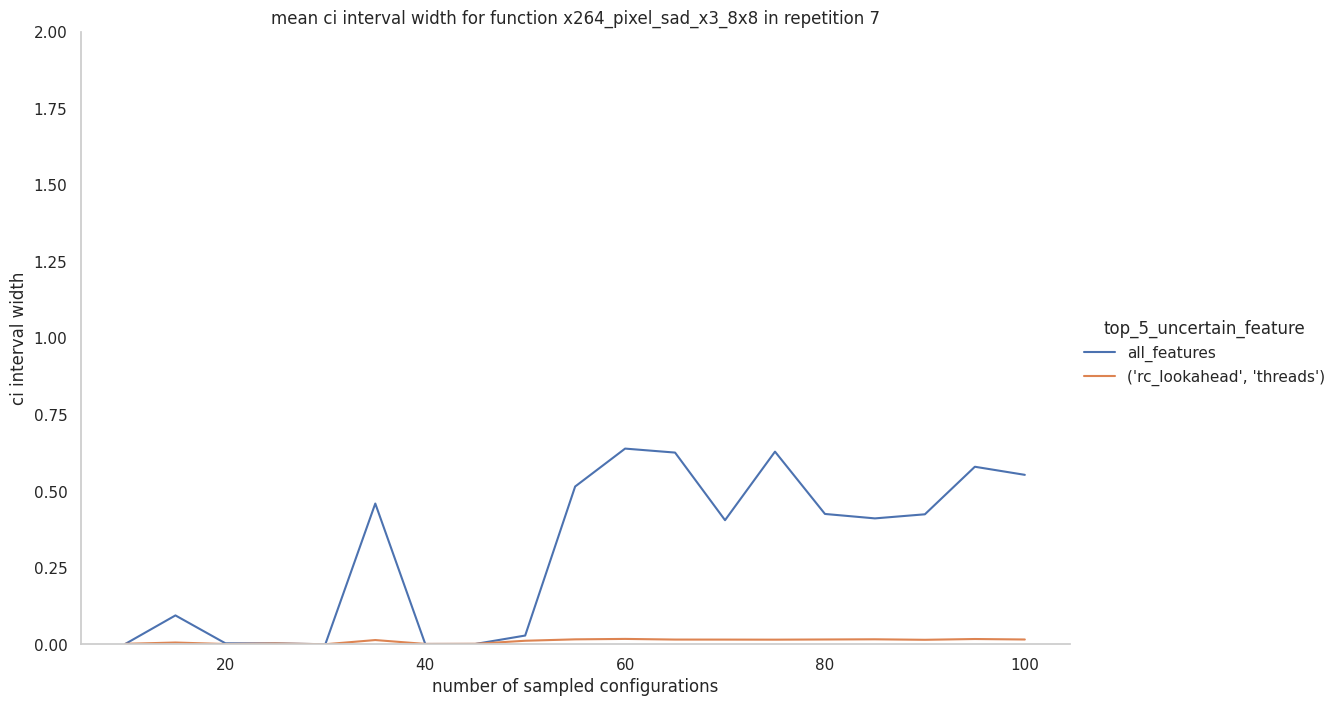 mean ci interval width for function x264_pixel_sad_x3_8x8 in repetition 7
2.00
1.75
1.50
1.25
1.00
0.75
0.50
0.25
0.00
ci interval width
20
40
60
80
100
number of sampled configurations
top_5_uncertain_feature
all_features
('rc_lookahead', 'threads')